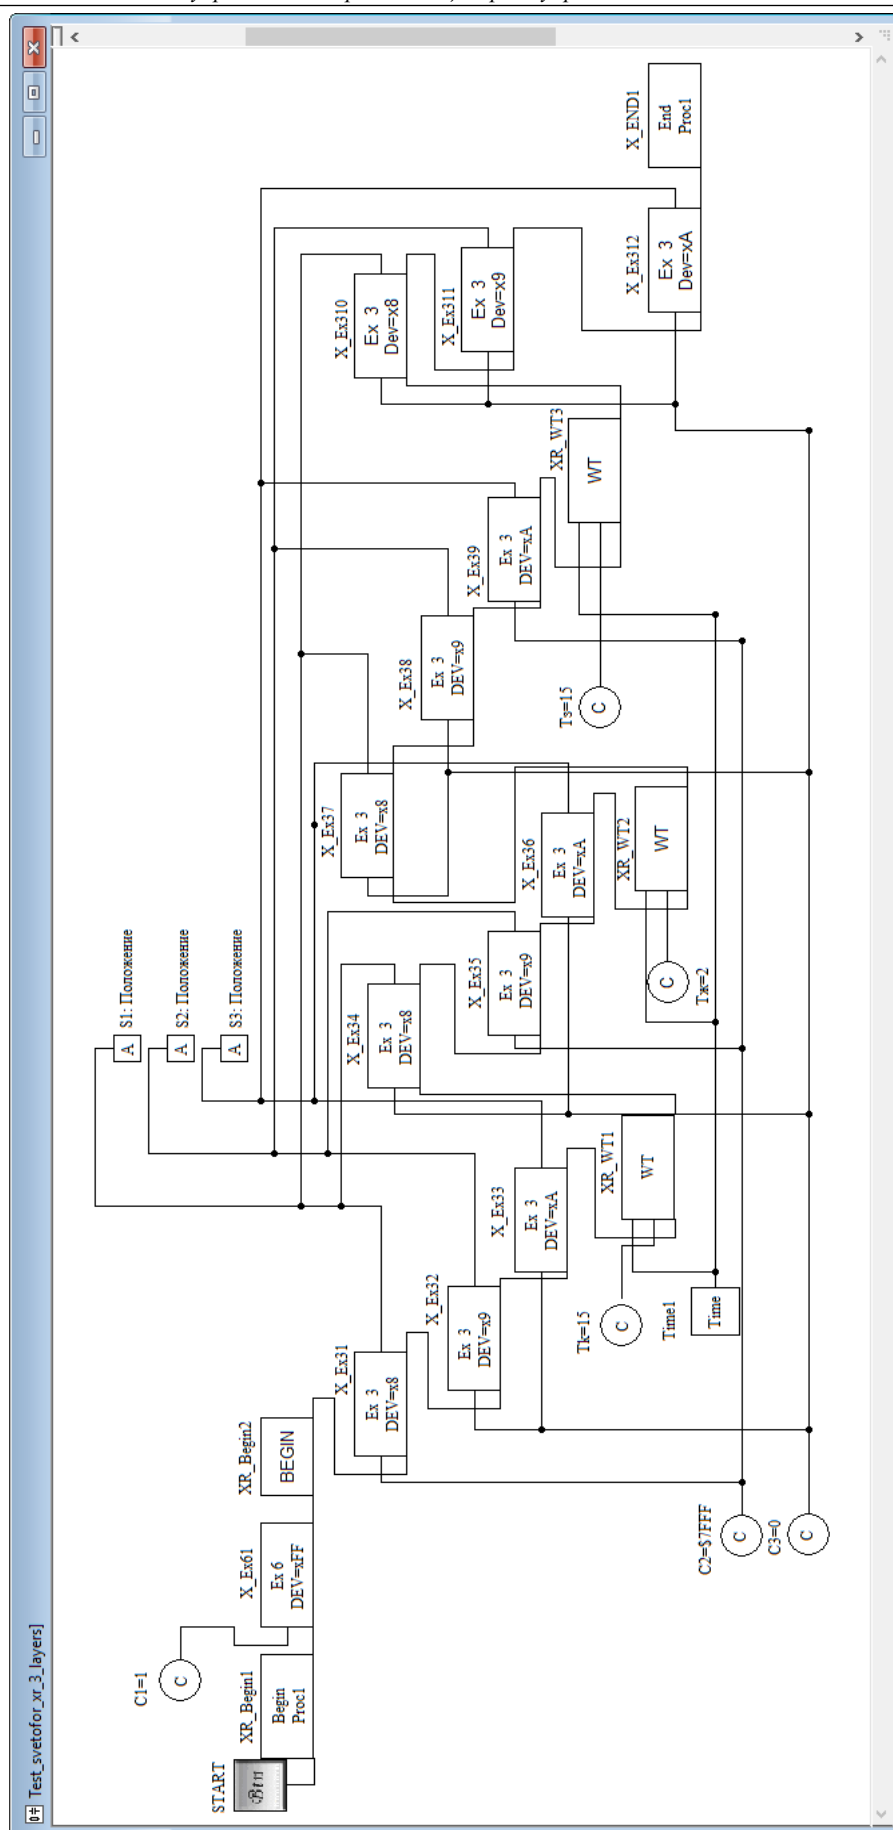 Test_svetofor_xr_3_layers]
START
Btn
XR_Begin1
Begin
Proc1
C1=1
C
X_Ex61
Ex 6
DEV=xFF
XR_Begin2
BEGIN
X_Ex31
Ex 3
DEV=x8
X_Ex32
Ex 3
DEV=x9
X_Ex33
Ex 3
DEV=xA
XR_WT1
WT
Tk=15
C
Time1
Time
C2=$7FFF
C
C3=0
C
A
S1: Положение
A
S2: Положение
A
S3: Положение
X_Ex34
Ex 3
DEV=x8
X_Ex35
Ex 3
DEV=x9
X_Ex36
Ex 3
DEV=xA
XR_WT2
WT
Tж=2
C
X_Ex37
Ex 3
DEV=x8
X_Ex38
Ex 3
DEV=x9
X_Ex39
Ex 3
DEV=xA
XR_WT3
WT
Tз=15
C
X_Ex310
Ex 3
Dev=x8
X_Ex311
Ex 3
Dev=x9
X_Ex312
Ex 3
Dev=xA
X_END1
End
Proc1